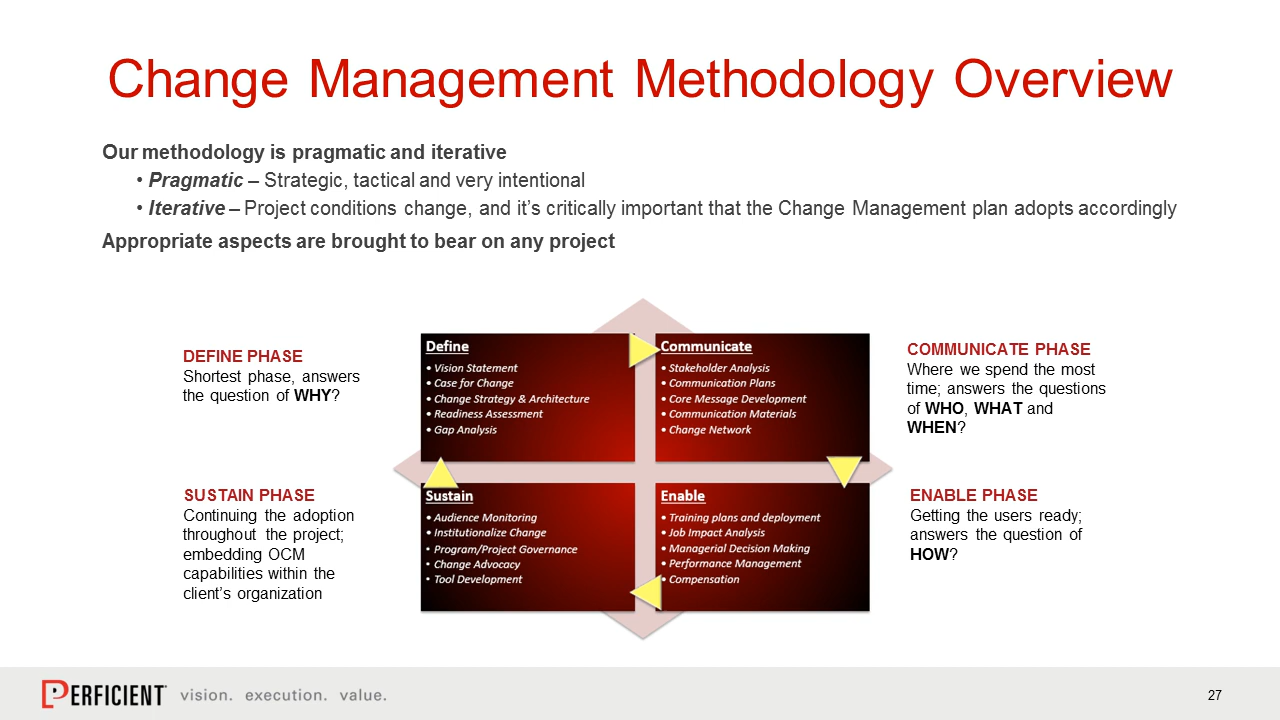 Change Management Methodology Overview
Our methodology is pragmatic and iterative
• Pragmatic – Strategic, tactical and very intentional
• Iterative – Project conditions change, and it's critically important that the Change Management plan adopts accordingly
Appropriate aspects are brought to bear on any project
DEFINE PHASE
Shortest phase, answers
the question of WHY?
Define
• Vision Statement
• Case for Change
• Change Strategy & Architecture
• Readiness Assessment
• Gap Analysis
Communicate
• Stakeholder Analysis
• Communication Plans
• Core Message Development
• Communication Materials
• Change Network
COMMUNICATE PHASE
Where we spend the most
time; answers the questions
of WHO, WHAT and
WHEN?
SUSTAIN PHASE
Continuing the adoption
throughout the project;
embedding OCM
capabilities within the
client's organization
Sustain
• Audience Monitoring
• Institutionalize Change
• Program/Project Governance
• Change Advocacy
• Tool Development
Enable
• Training plans and deployment
• Job Impact Analysis
• Managerial Decision Making
• Performance Management
• Compensation
ENABLE PHASE
Getting the users ready;
answers the question of
HOW?
PERFICIENT vision. execution. value.
27